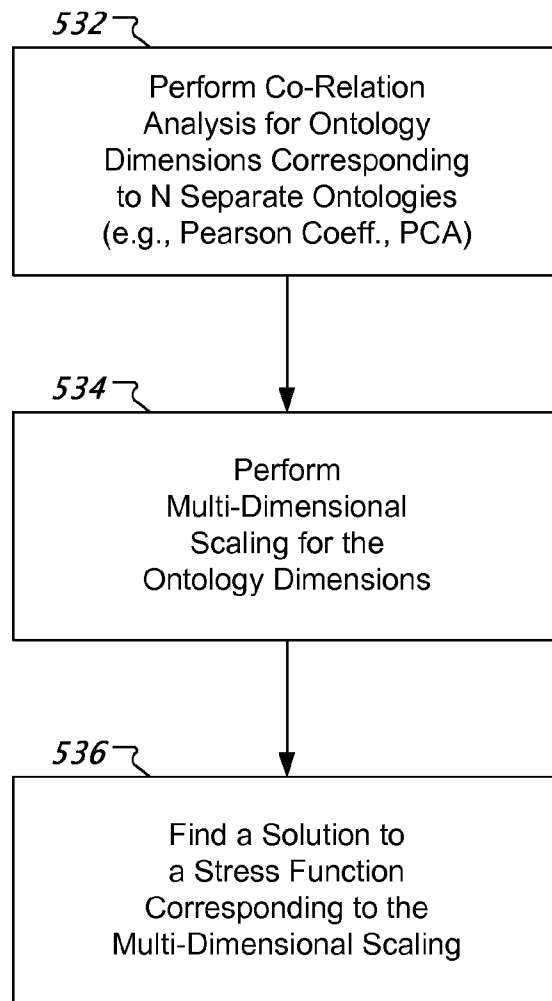 532
Perform Co-Relation
Analysis for Ontology
Dimensions Corresponding
to N Separate Ontologies
(e.g., Pearson Coeff., PCA)
534
Perform
Multi-Dimensional
Scaling for the
Ontology Dimensions
536
Find a Solution to
a Stress Function
Corresponding to the
Multi-Dimensional Scaling